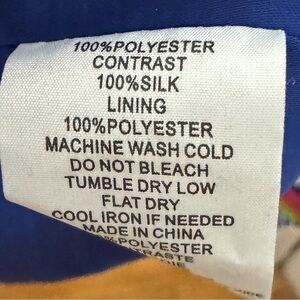 100%POLYESTER
CONTRAST
100%SILK
LINING
100%POLYESTER
MACHINE WASH COLD
DO NOT BLEACH
TUMBLE DRY LOW
FLAT DRY
COOL IRON IF NEEDED
MADE IN CHINA
%POLYESTER
TRASTE